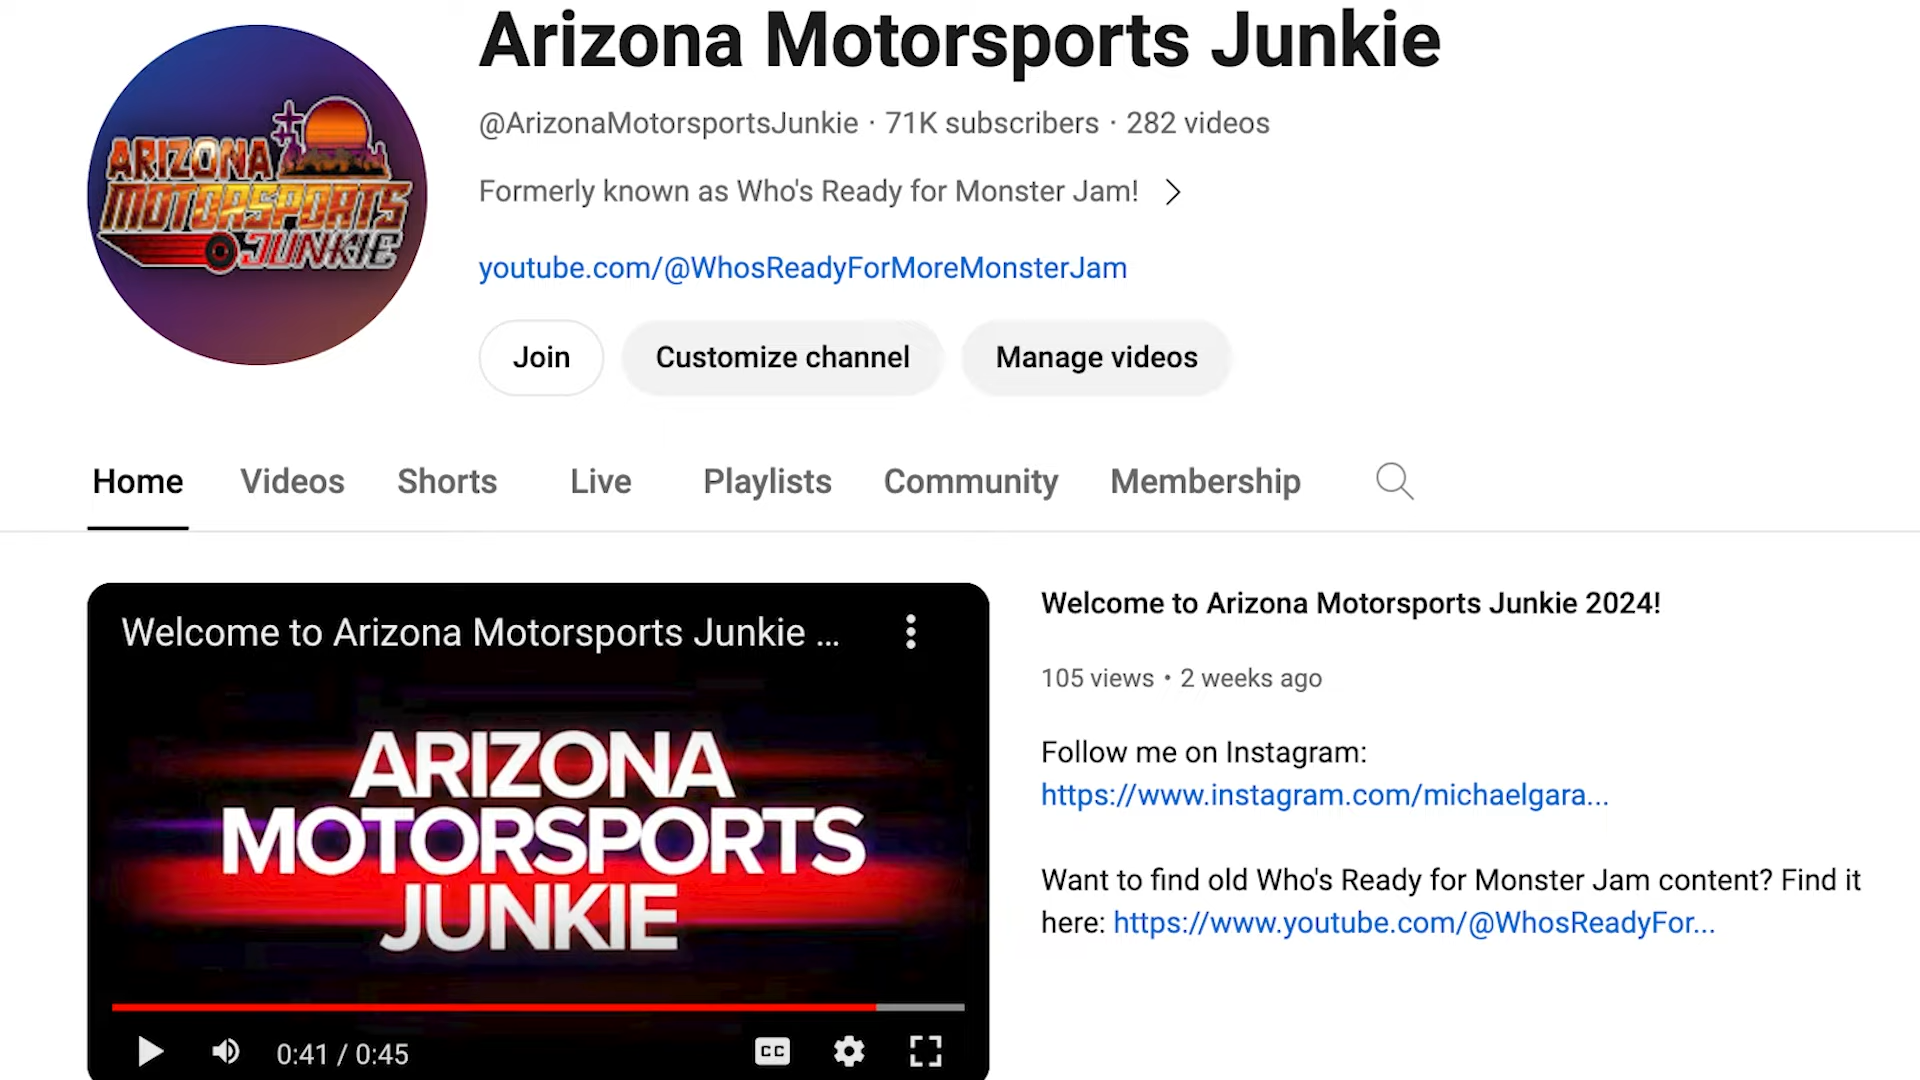 Arizona Motorsports Junkie
ARIZONA
MOTORSPORTS
JUNKIE
@ArizonaMotorsportsJunkie · 71K subscribers · 282 videos
Formerly known as Who's Ready for Monster Jam!
youtube.com/@WhosReadyForMoreMonsterJam
Join Customize channel Manage videos
Home Videos Shorts Live Playlists Community Membership
Welcome to Arizona Motorsports Junkie ...
ARIZONA
MOTORSPORTS
JUNKIE
0:41 / 0:45 CC
Welcome to Arizona Motorsports Junkie 2024!
105 views • 2 weeks ago
Follow me on Instagram:
https://www.instagram.com/michaelgara...
Want to find old Who's Ready for Monster Jam content? Find it
here: https://www.youtube.com/@WhosReadyFor...